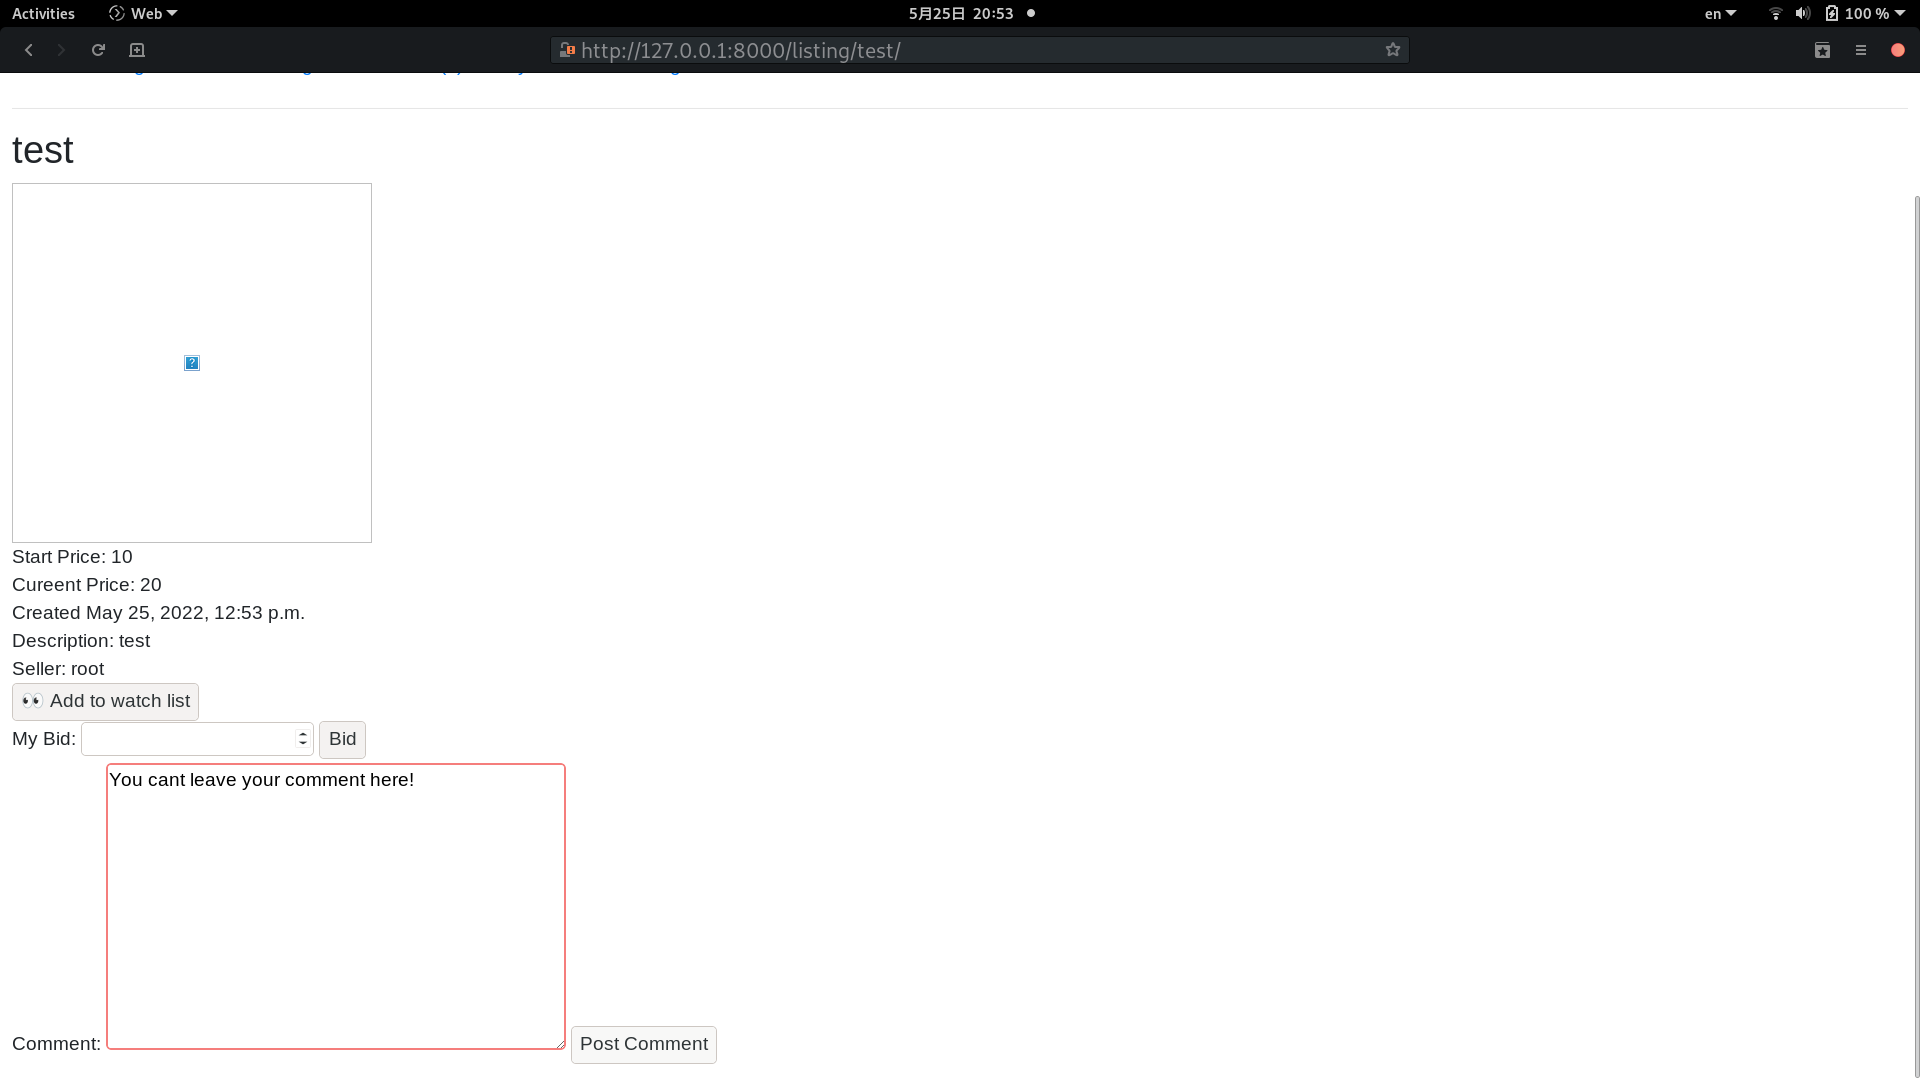 Activities Web 5月25日 20:53 en 100 %
http://127.0.0.1:8000/listing/test/
test
Start Price: 10
Cureent Price: 20
Created May 25, 2022, 12:53 p.m.
Description: test
Seller: root
👀 Add to watch list
My Bid: Bid
You cant leave your comment here!
Comment: Post Comment